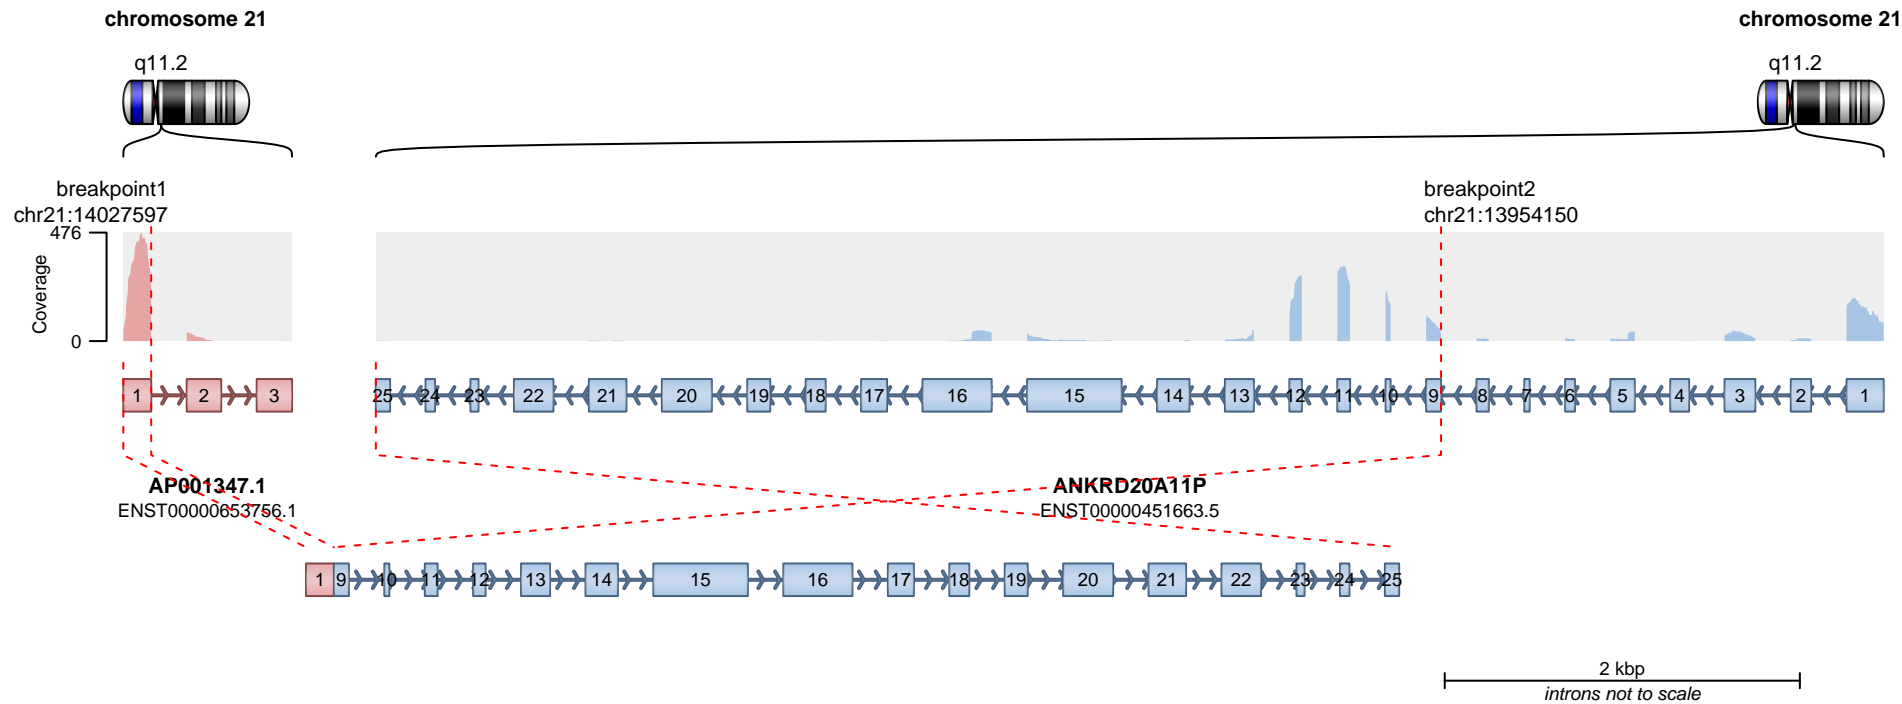 chromosome 21
chromosome 21
q11.2
q11.2
breakpoint1
chr21:14027597
breakpoint2
chr21:13954150
476
Coverage
0
1 2 3
25 24 23 22 21 20 19 18 17 16 15 14 13 12 11 10 9 8 7 6 5 4 3 2 1
AP001347.1
ENST00000653756.1
ANKRD20A11P
ENST00000451663.5
1 9 10 11 12 13 14 15 16 17 18 19 20 21 22 23 24 25
2 kbp
introns not to scale